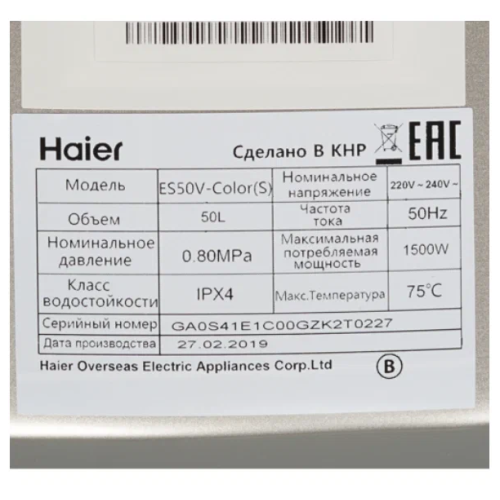 Haier Сделано В КНР EAC
Модель ES50V-Color(S) Номинальное напряжение 220V ~ 240V ~
Объем 50L Частота тока 50Hz
Номинальное давление 0.80MPa Максимальная потребляемая мощность 1500W
Класс водостойкости IPX4 Макс.Температура 75℃
Серийный номер GA0S41E1C00GZK2T0227
Дата производства 27.02.2019
Haier Overseas Electric Appliances Corp.Ltd B